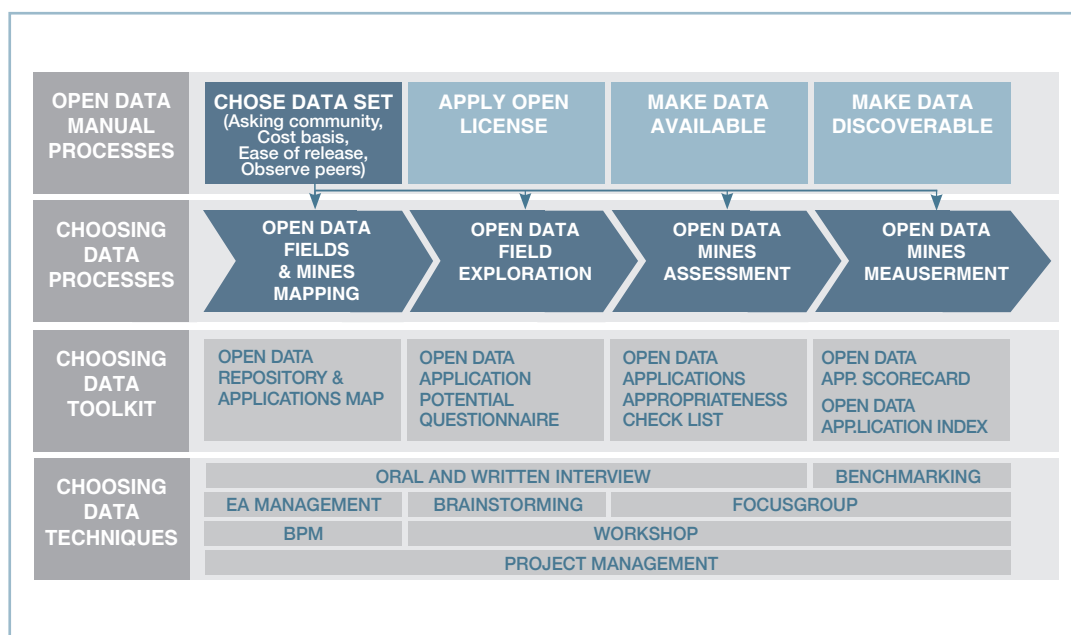 OPEN DATA
MANUAL
PROCESSES
CHOSE DATA SET
(Asking community,
Cost basis,
Ease of release,
Observe peers)
APPLY OPEN
LICENSE
MAKE DATA
AVAILABLE
MAKE DATA
DISCOVERABLE
CHOOSING
DATA
PROCESSES
OPEN DATA
FIELDS
& MINES
MAPPING
OPEN DATA
FIELD
EXPLORATION
OPEN DATA
MINES
ASSESSMENT
OPEN DATA
MINES
MEAUSERMENT
CHOOSING
DATA
TOOLKIT
OPEN DATA
REPOSITORY &
APPLICATIONS MAP
OPEN DATA
APPLICATION
POTENTIAL
QUESTIONNAIRE
OPEN DATA
APPLICATIONS
APPROPRIATENESS
CHECK LIST
OPEN DATA
APP. SCORECARD
OPEN DATA
APP.LICATION INDEX
CHOOSING
DATA
TECHNIQUES
ORAL AND WRITTEN INTERVIEW
BENCHMARKING
EA MANAGEMENT
BRAINSTORMING
FOCUSGROUP
BPM
WORKSHOP
PROJECT MANAGEMENT